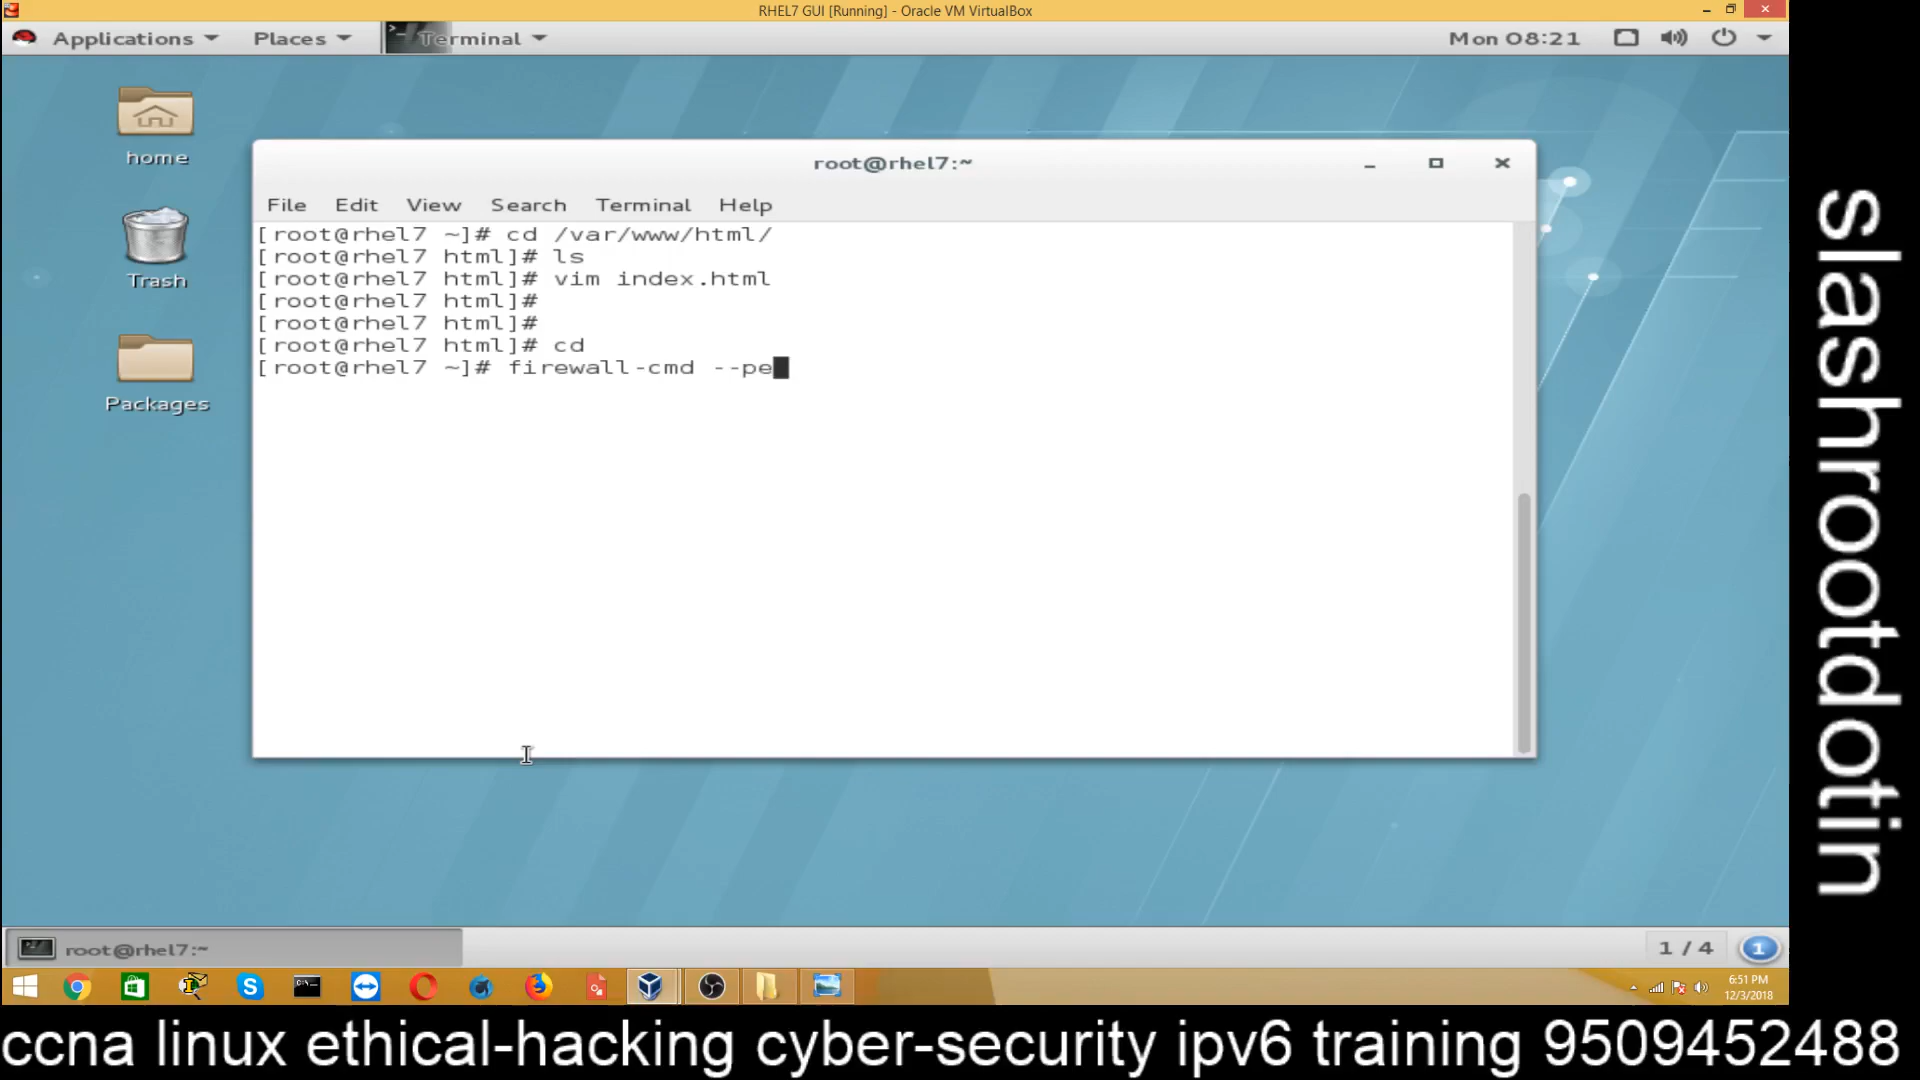 RHEL7 GUI [Running] - Oracle VM VirtualBox
Applications Places Terminal Mon 08:21
home
Trash
Packages
root@rhel7:~
File Edit View Search Terminal Help
[root@rhel7 ~]# cd /var/www/html/
[root@rhel7 html]# ls
[root@rhel7 html]# vim index.html
[root@rhel7 html]#
[root@rhel7 html]#
[root@rhel7 html]# cd
[root@rhel7 ~]# firewall-cmd --pe
root@rhel7:~
1 / 4
1
6:51 PM
12/3/2018
slashrootdotin
ccna linux ethical-hacking cyber-security ipv6 training 9509452488